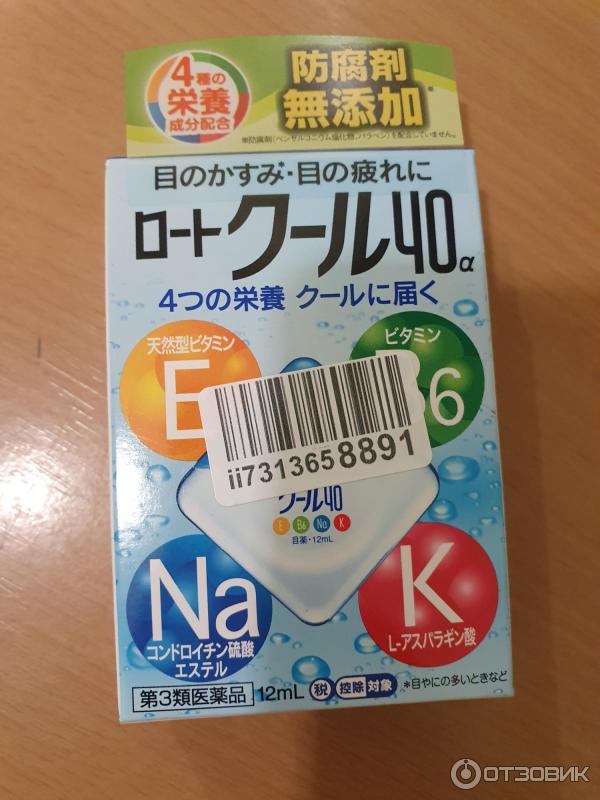 4種の
栄養
成分配合
防腐剤
無添加※
※防腐剤(ベンザルコニウム塩化物、パラベン)を配合していません。
目のかすみ*・目の疲れに
ロートクール40α
4つの栄養 クールに届く
天然型ビタミン
E
ビタミン
B6
ii7313658891
クール40
E B6 Na K
目薬・12mL
Na
コンドロイチン硫酸
エステル
K
L-アスパラギン酸
第3類医薬品 12mL 税 控除 対象 *目やにの多いときなど
ОТЗОВИК